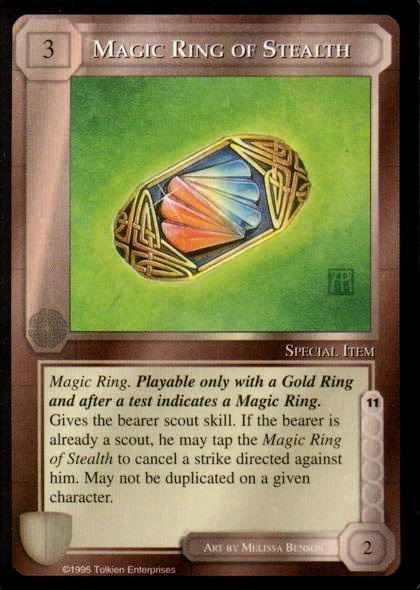 3
MAGIC RING OF STEALTH
SPECIAL ITEM
Magic Ring. Playable only with a Gold Ring
and after a test indicates a Magic Ring.
Gives the bearer scout skill. If the bearer is
already a scout, he may tap the Magic Ring
of Stealth to cancel a strike directed against
him. May not be duplicated on a given
character.
11
ART BY MELISSA BENSON
2
©1995 Tolkien Enterprises